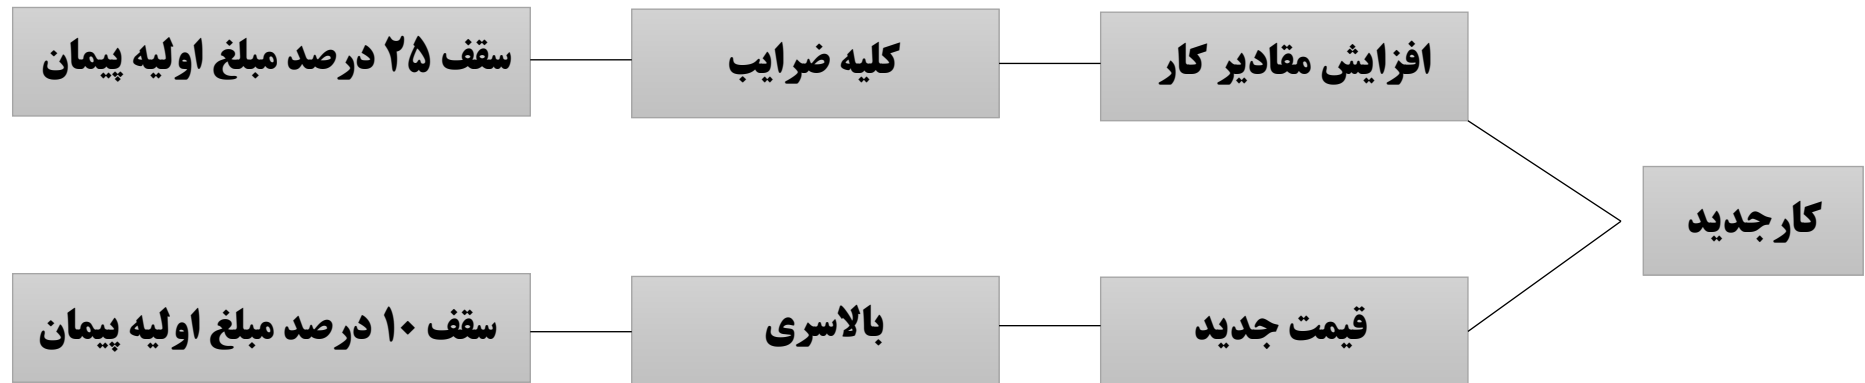 کارجدید
افزایش مقادیر کار
کلیه ضرایب
سقف ۲۵ درصد مبلغ اولیه پیمان
قیمت جدید
بالاسری
سقف ۱۰ درصد مبلغ اولیه پیمان